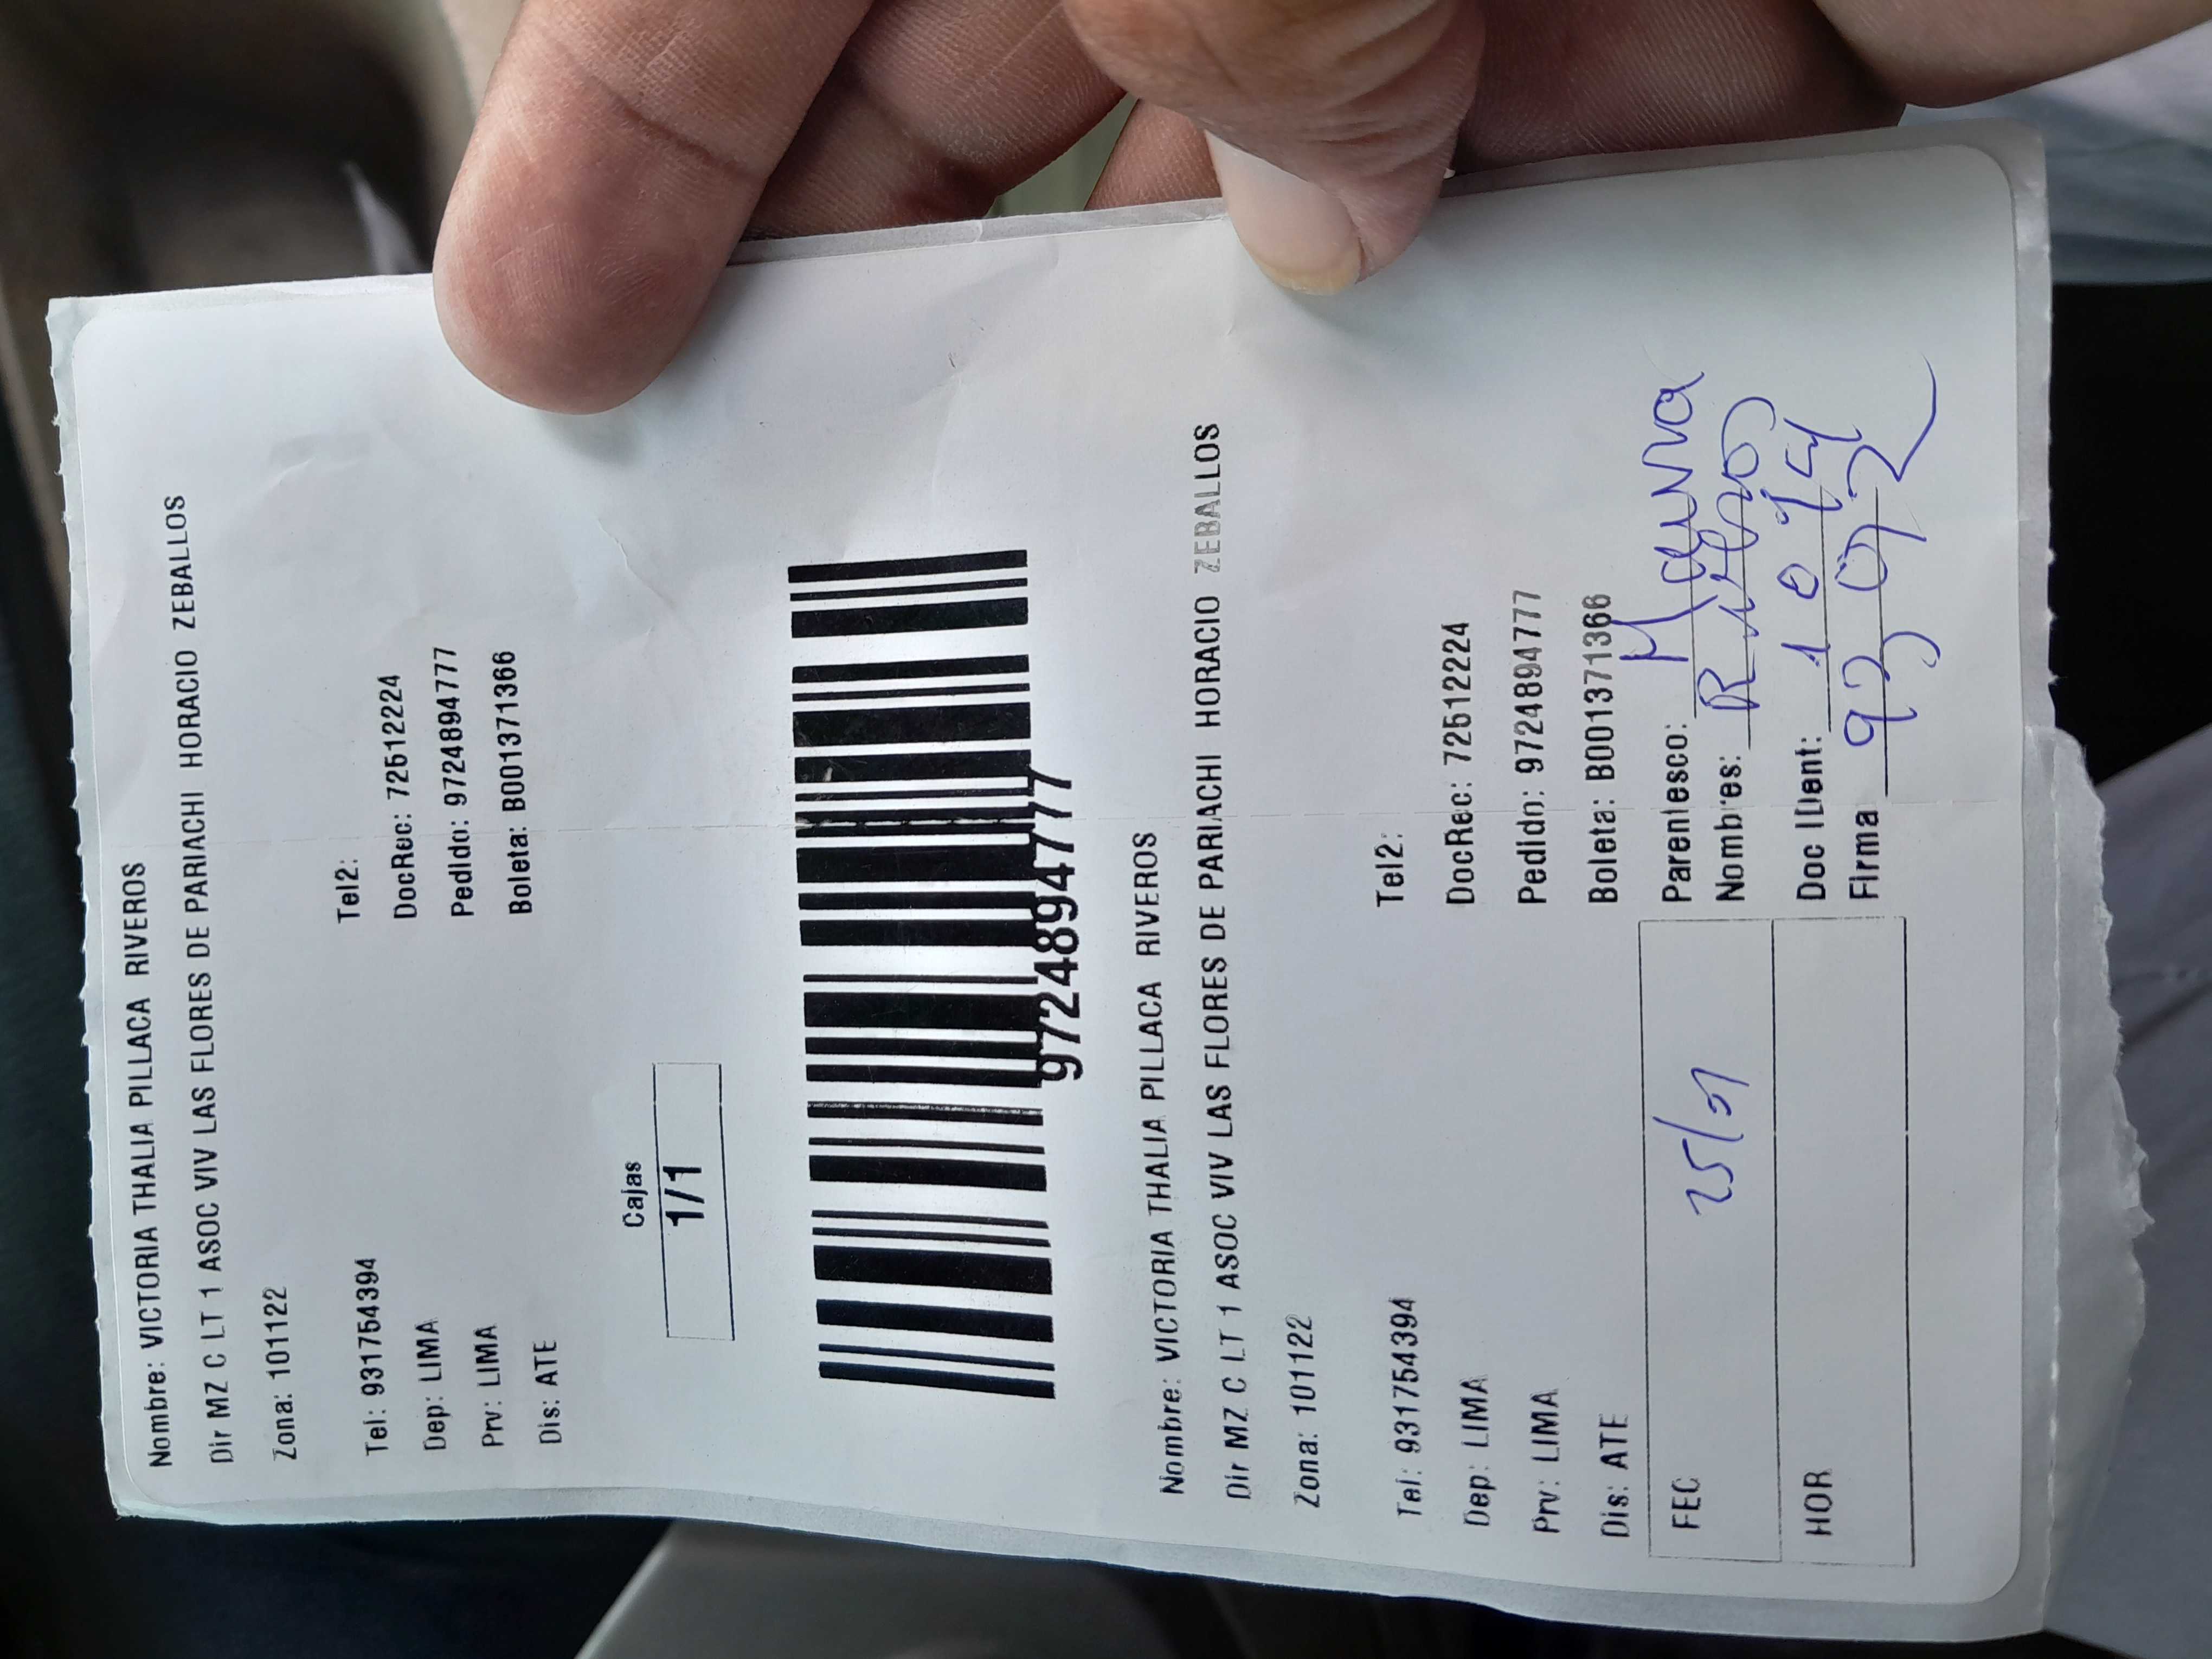 Nombre: VICTORIA THALIA PILLACA RIVEROS
Dir MZ C LT 1 ASOC VIV LAS FLORES DE PARIACHI HORACIO ZEBALLOS
Zona: 101122
Tel: 931754394 Tel2:
Dep: LIMA DocRec: 72512224
Prv: LIMA Pedido: 9724894777
Dis: ATE Boleta: B001371366
Cajas
1/1
9724894777
Nombre: VICTORIA THALIA PILLACA RIVEROS
Dir MZ C LT 1 ASOC VIV LAS FLORES DE PARIACHI HORACIO ZEBALLOS
Zona: 101122
Tel: 931754394 Tel2:
Dep: LIMA DocRec: 72512224
Prv: LIMA Pedido: 9724894777
Dis: ATE Boleta: B001371366
FEC 25/01 Parentesco:
Nombres: R
HOR Doc IDent:
Firma